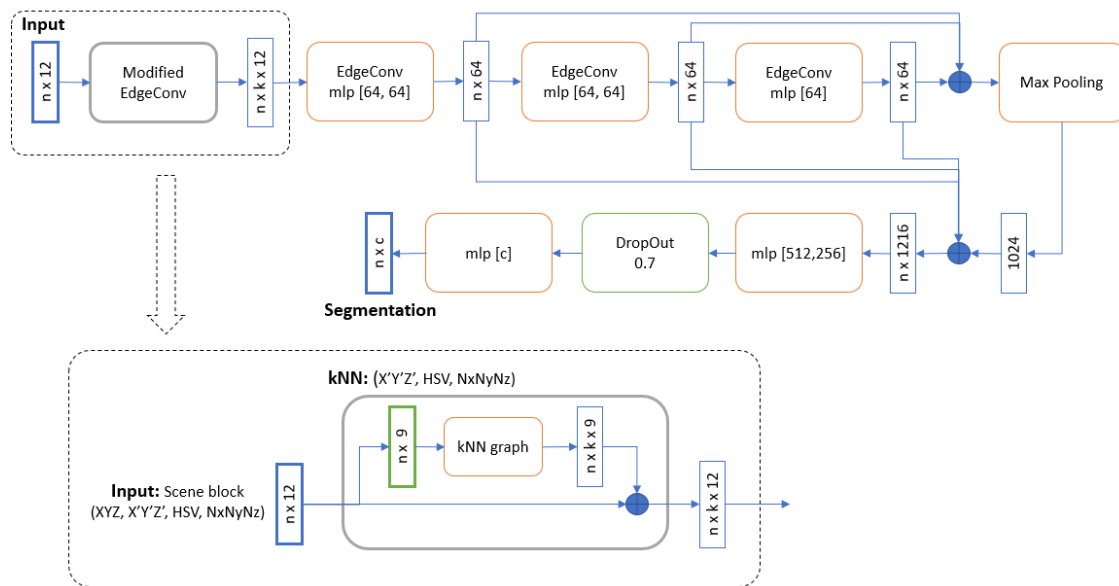 Input
n x 12
Modified
EdgeConv
n x k x 12
EdgeConv
mlp [64, 64]
n x 64
EdgeConv
mlp [64, 64]
n x 64
EdgeConv
mlp [64]
n x 64
Max Pooling
n x c
mlp [c]
DropOut
0.7
mlp [512,256]
n x 1216
1024
Segmentation
kNN: (X'Y'Z', HSV, NxNyNz)
n x 9
kNN graph
n x k x 9
Input: Scene block
(XYZ, X'Y'Z', HSV, NxNyNz)
n x 12
n x k x 12